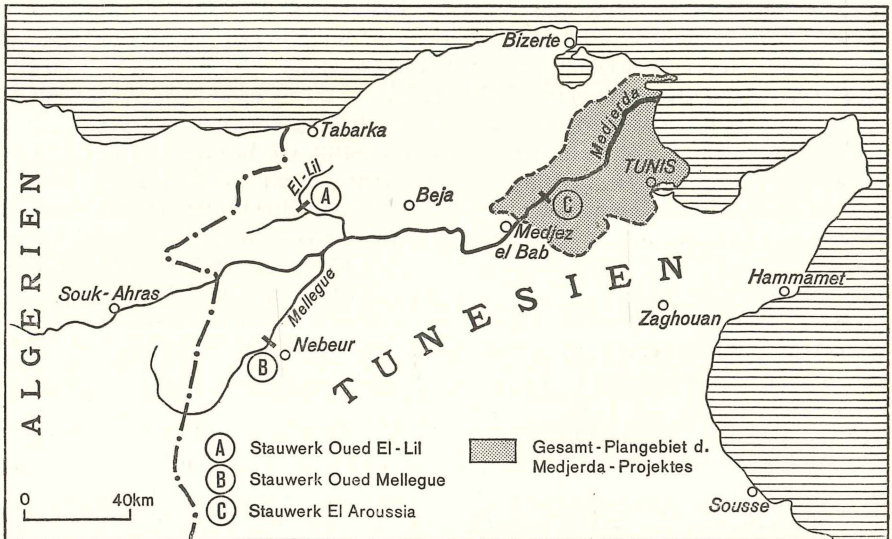 Bizerte
Medjerda
Tabarka
TUNIS
El-Lil
A
Beja
C
Medjez
el Bab
ALGERIEN
TUNESIEN
Souk-Ahras
Mellegue
Hammamet
Zaghouan
Nebeur
B
A Stauwerk Oued El-Lil
B Stauwerk Oued Mellegue
C Stauwerk El Aroussia
Gesamt-Plangebiet d.
Medjerda-Projektes
0 40km
Sousse